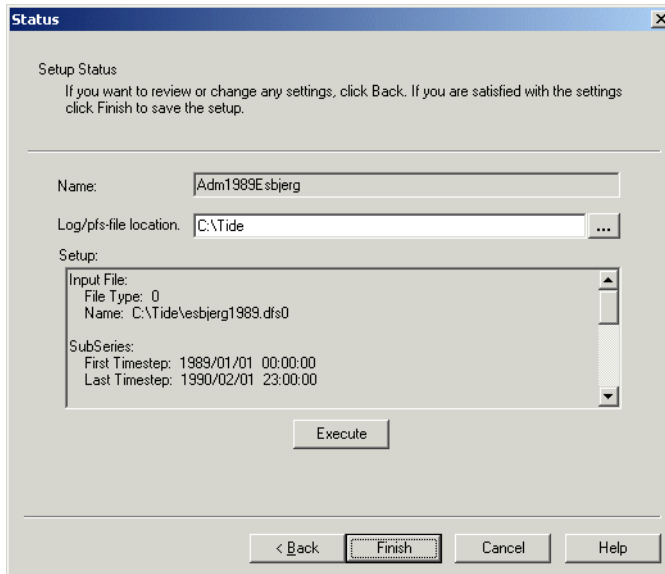 Status
Setup Status
If you want to review or change any settings, click Back. If you are satisfied with the settings
click Finish to save the setup.
Name:
Adm1989Esbjerg
Log/pfs-file location.
C:\Tide
...
Setup:
Input File:
File Type: 0
Name: C:\Tide\esbjerg1989.dfs0
SubSeries:
First Timestep: 1989/01/01 00:00:00
Last Timestep: 1990/02/01 23:00:00
Execute
< Back
Finish
Cancel
Help